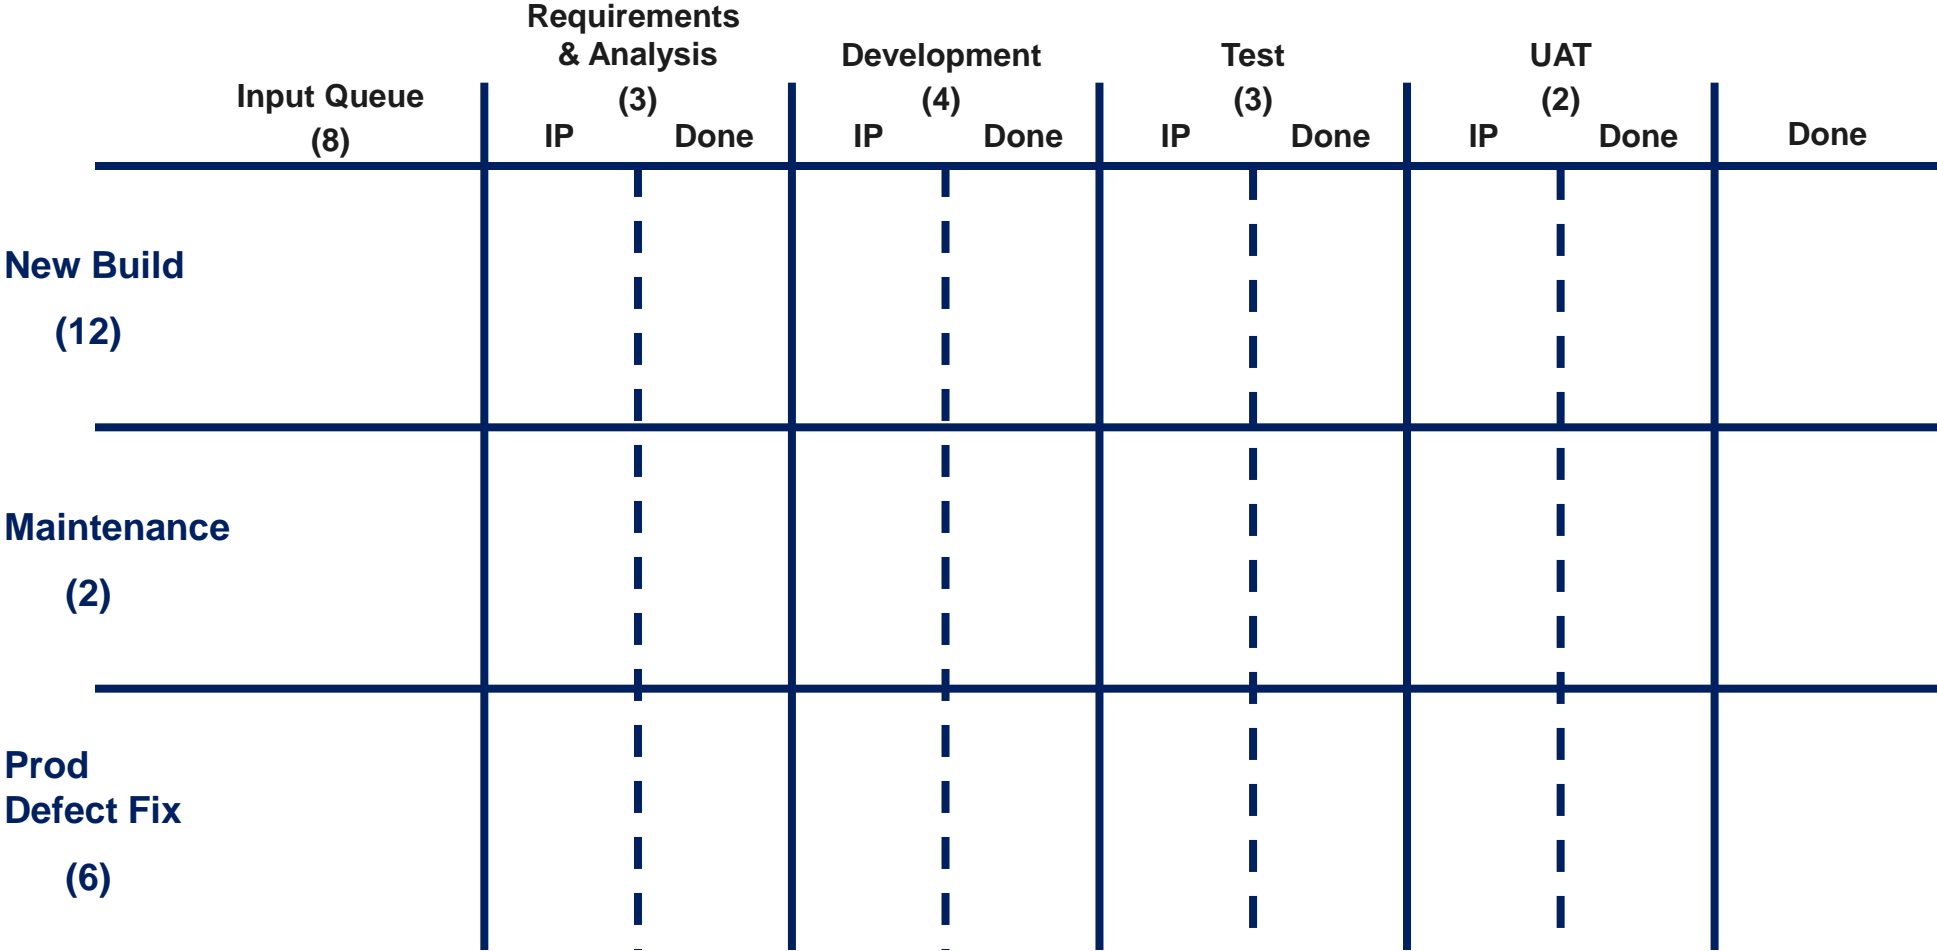 Requirements
& Analysis
(3)
Development
(4)
Test
(3)
UAT
(2)
Input Queue
(8)
IP Done IP Done IP Done IP Done Done
New Build
(12)
Maintenance
(2)
Prod
Defect Fix
(6)